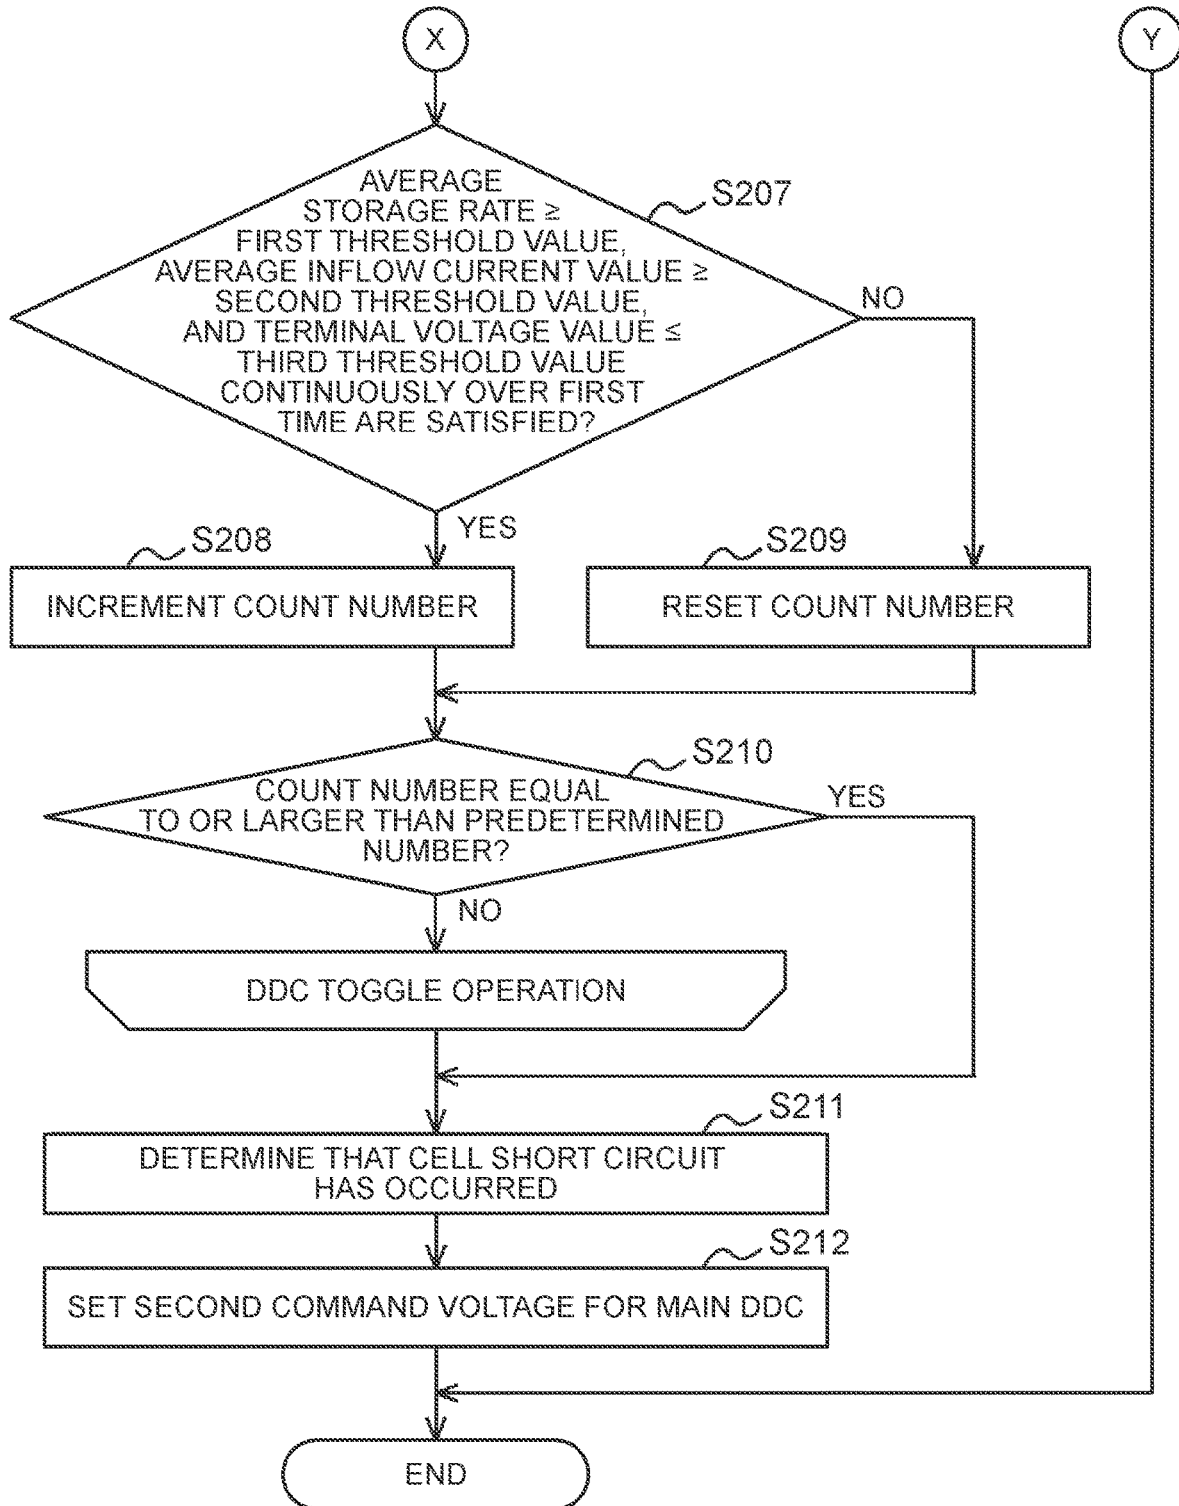 X
Y
AVERAGE
STORAGE RATE ≥
FIRST THRESHOLD VALUE,
AVERAGE INFLOW CURRENT VALUE ≥
SECOND THRESHOLD VALUE,
AND TERMINAL VOLTAGE VALUE ≤
THIRD THRESHOLD VALUE
CONTINUOUSLY OVER FIRST
TIME ARE SATISFIED?
S207
NO
YES
S208
INCREMENT COUNT NUMBER
S209
RESET COUNT NUMBER
S210
COUNT NUMBER EQUAL
TO OR LARGER THAN PREDETERMINED
NUMBER?
YES
NO
DDC TOGGLE OPERATION
S211
DETERMINE THAT CELL SHORT CIRCUIT
HAS OCCURRED
S212
SET SECOND COMMAND VOLTAGE FOR MAIN DDC
END